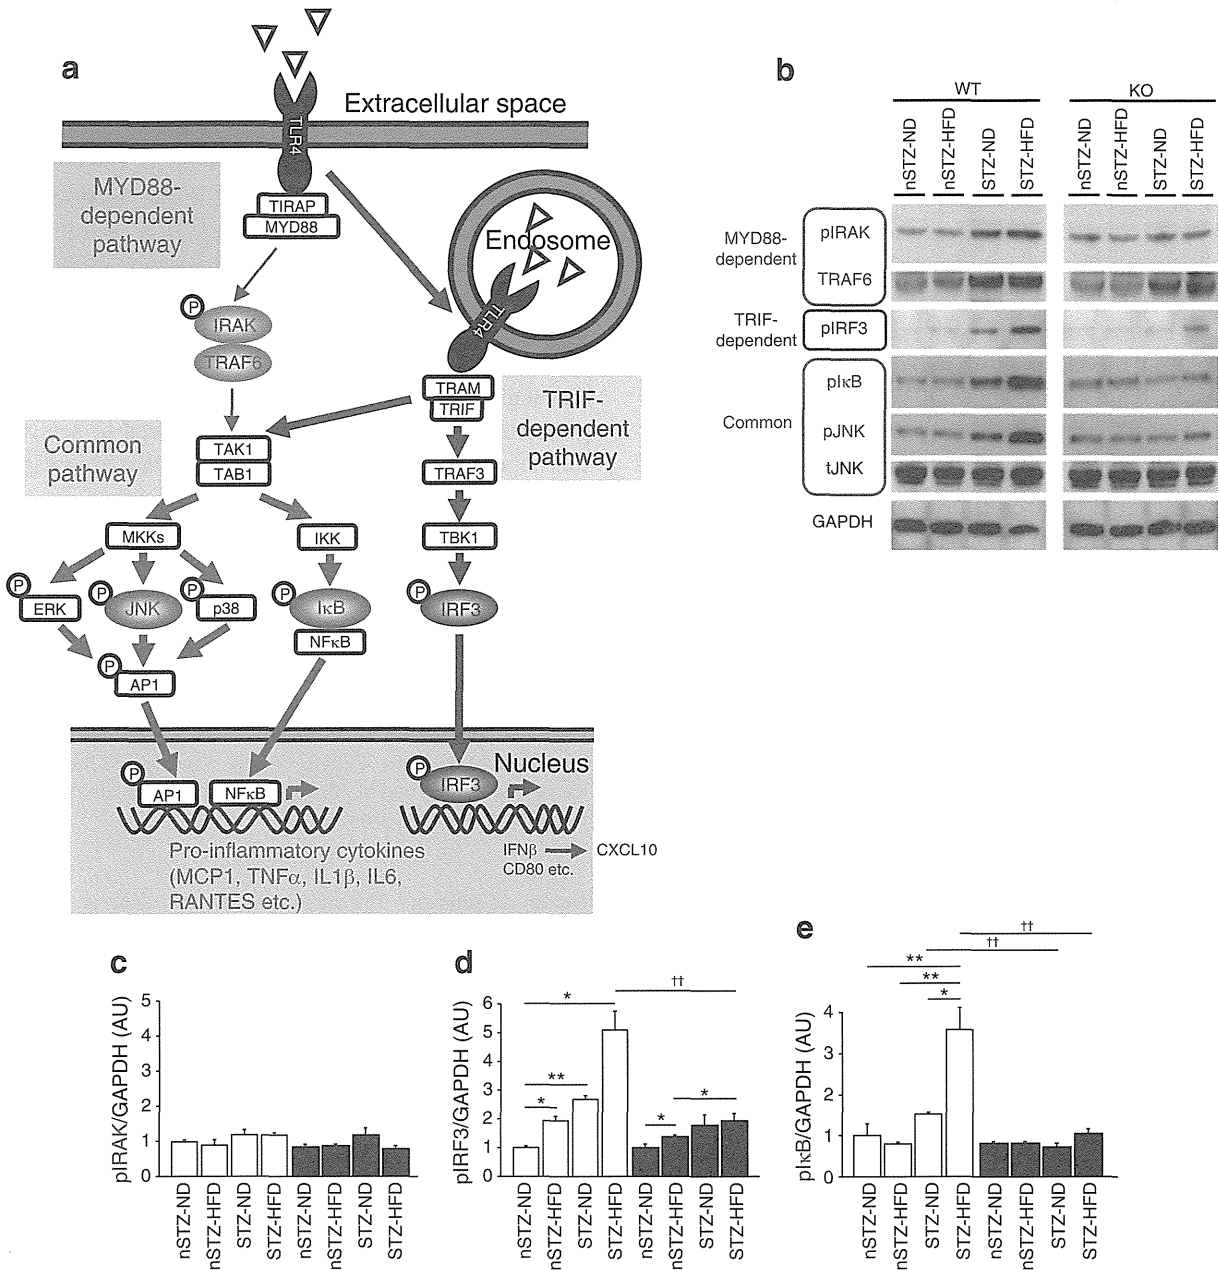 a
Extracellular space
TLR4
MYD88-
dependent
pathway
TIRAP
MYD88
Endosome
TLR4
P
IRAK
TRAF6
TRAM
TRIF
TRIF-
dependent
pathway
Common
pathway
TAK1
TAB1
TRAF3
MKKs
IKK
TBK1
P
ERK
P
JNK
P
p38
P
IκB
NFκB
P
IRF3
P
AP1
Nucleus
P
AP1
NFκB
P
IRF3
Pro-inflammatory cytokines
(MCP1, TNFα, IL1β, IL6,
RANTES etc.)
IFNβ
CXCL10
CD80 etc.
b
WT
KO
nSTZ-ND
nSTZ-HFD
STZ-ND
STZ-HFD
nSTZ-ND
nSTZ-HFD
STZ-ND
STZ-HFD
MYD88-
dependent
pIRAK
TRAF6
TRIF-
dependent
pIRF3
Common
pIκB
pJNK
tJNK
GAPDH
c
pIRAK/GAPDH (AU)
5
4
3
2
1
0
nSTZ-ND
nSTZ-HFD
STZ-ND
STZ-HFD
nSTZ-ND
nSTZ-HFD
STZ-ND
STZ-HFD
d
pIRF3/GAPDH (AU)
6
5
4
3
2
1
0
*
**
*
††
*
*
nSTZ-ND
nSTZ-HFD
STZ-ND
STZ-HFD
nSTZ-ND
nSTZ-HFD
STZ-ND
STZ-HFD
e
pIκB/GAPDH (AU)
4
3
2
1
0
††
††
**
**
*
nSTZ-ND
nSTZ-HFD
STZ-ND
STZ-HFD
nSTZ-ND
nSTZ-HFD
STZ-ND
STZ-HFD